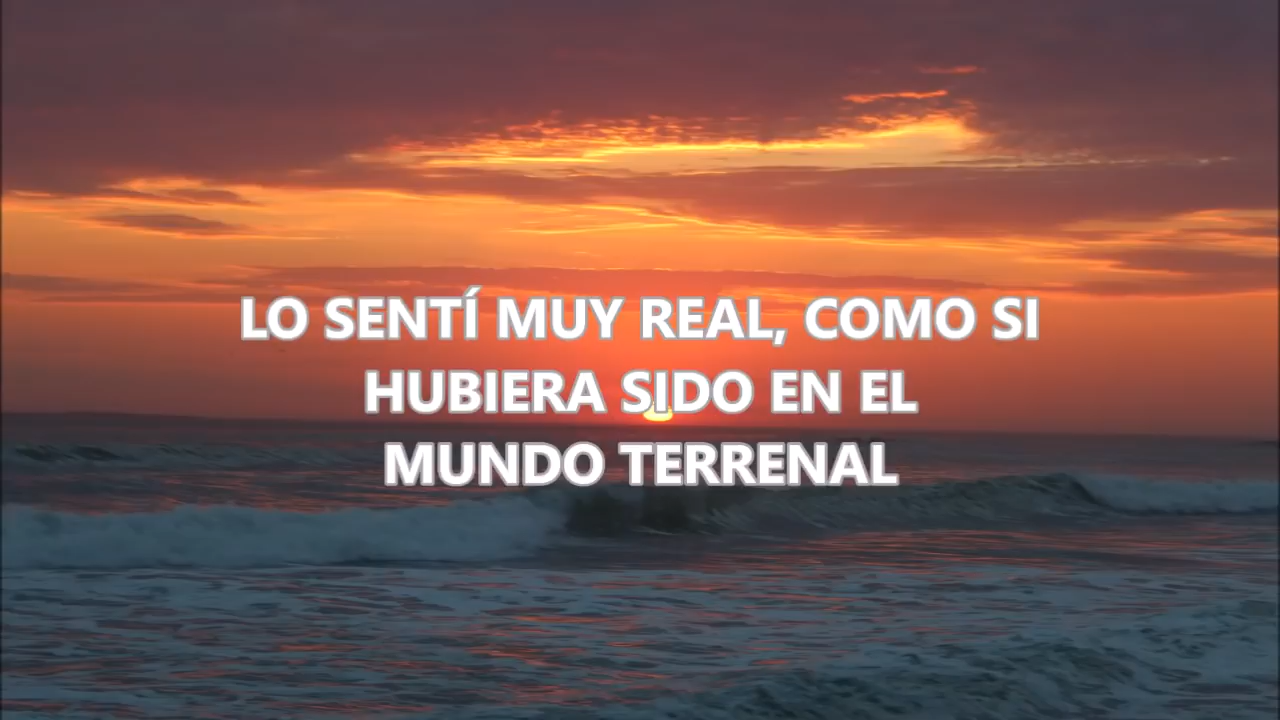 LO SENTÍ MUY REAL, COMO SI
HUBIERA SIDO EN EL
MUNDO TERRENAL